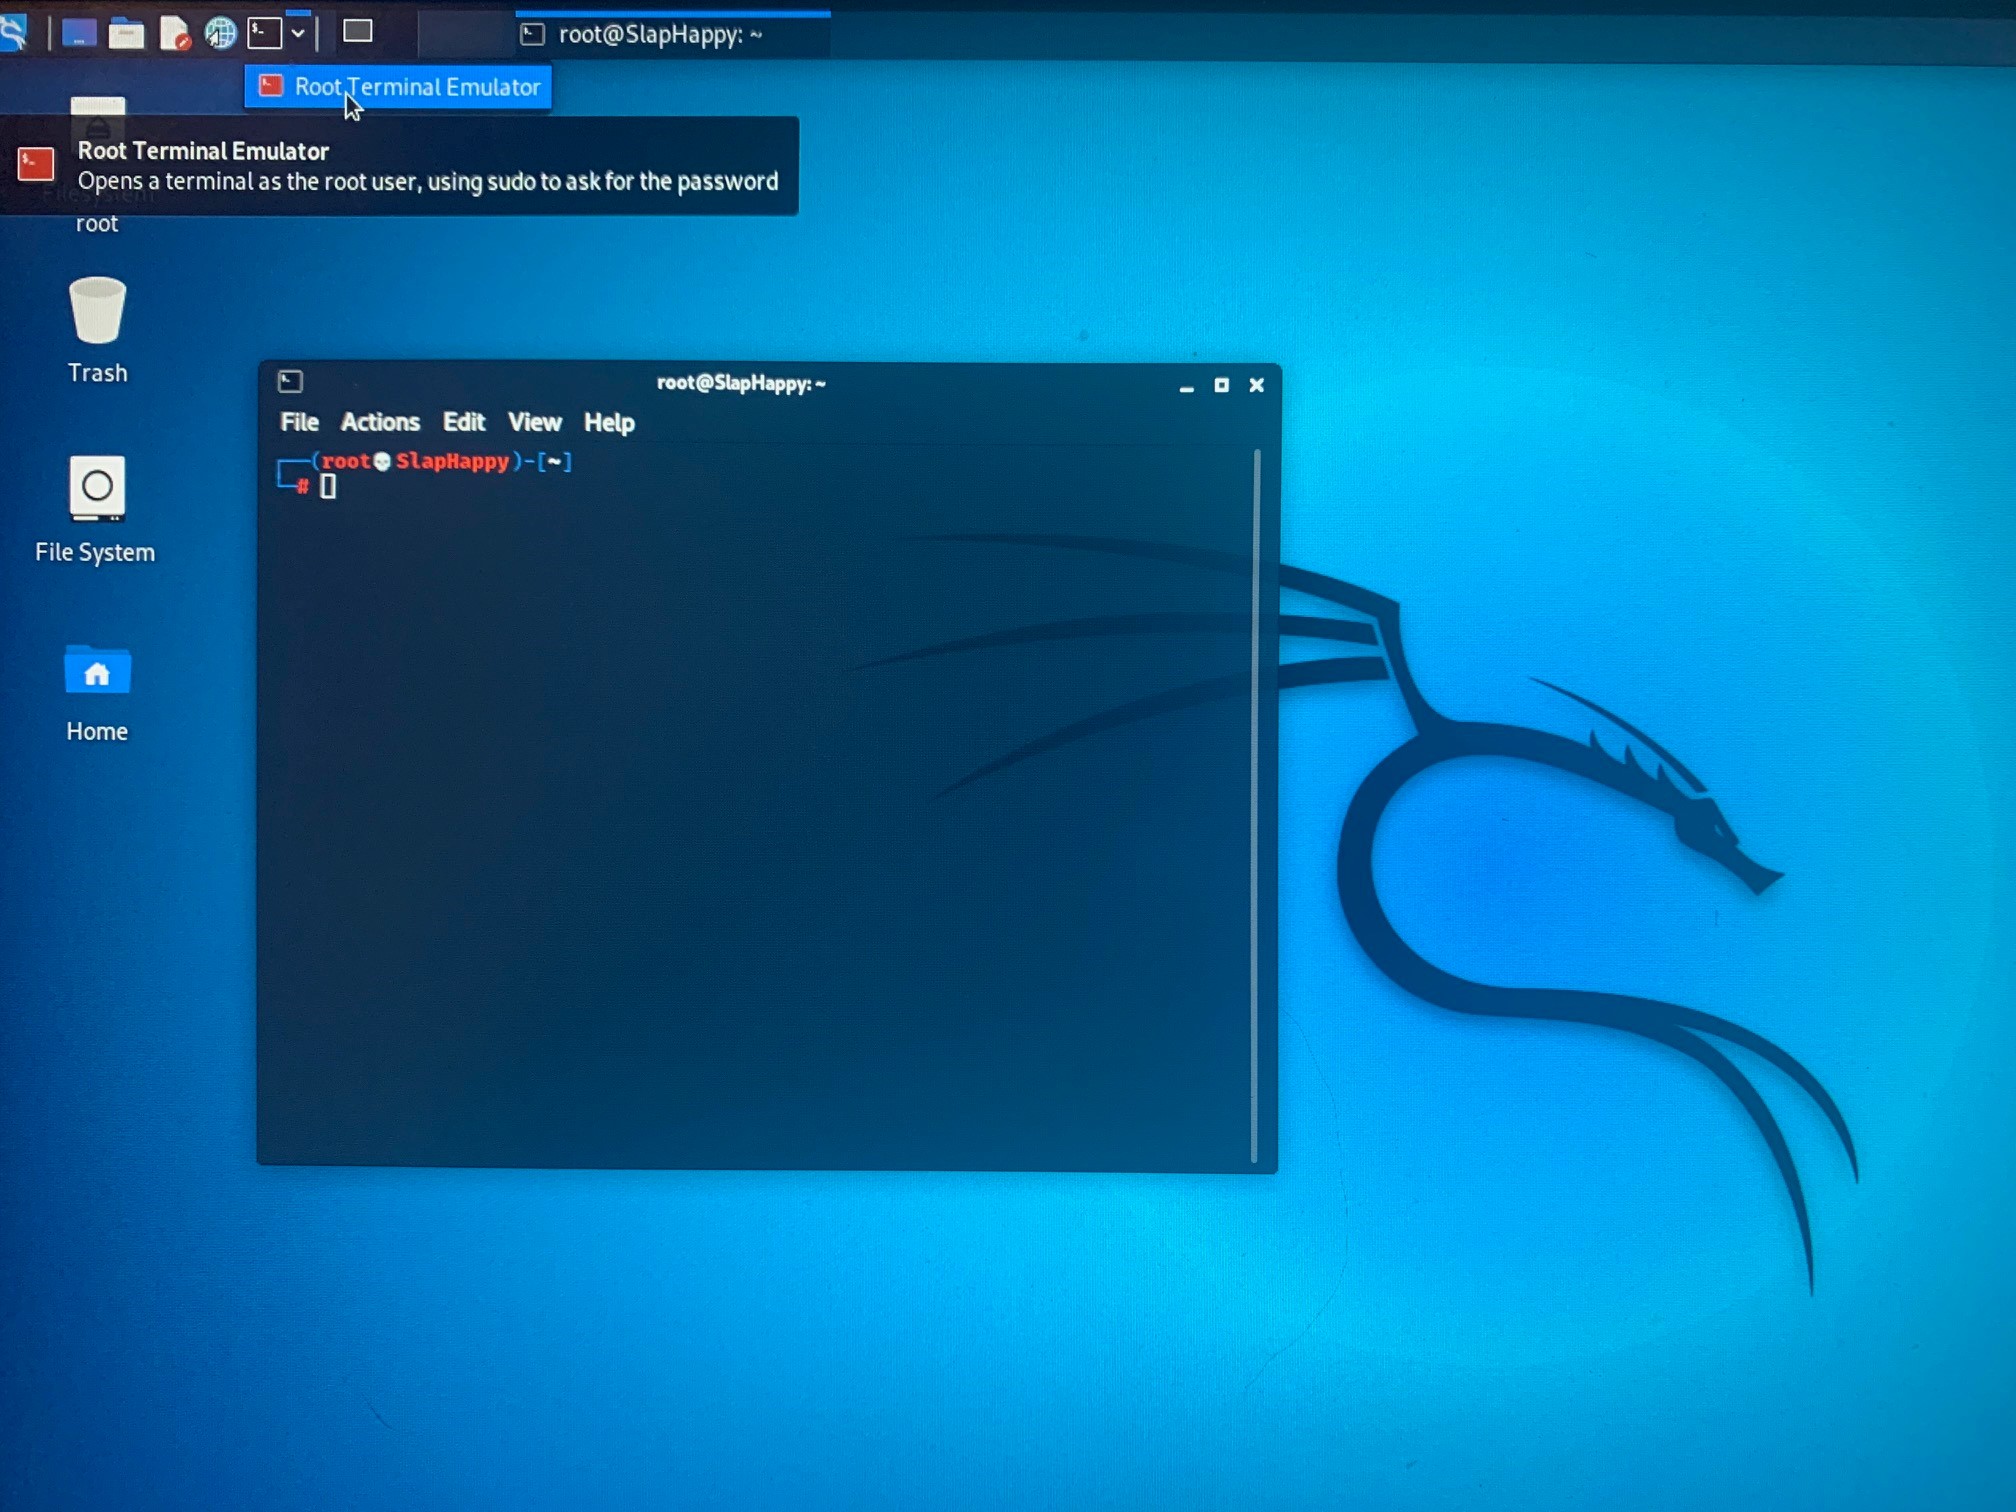 root@SlapHappy: ~
Root Terminal Emulator
Root Terminal Emulator
Opens a terminal as the root user, using sudo to ask for the password
Filesystem
root
Trash
File System
Home
root@SlapHappy: ~
File Actions Edit View Help
┌──(root💀SlapHappy)-[~]
└─#